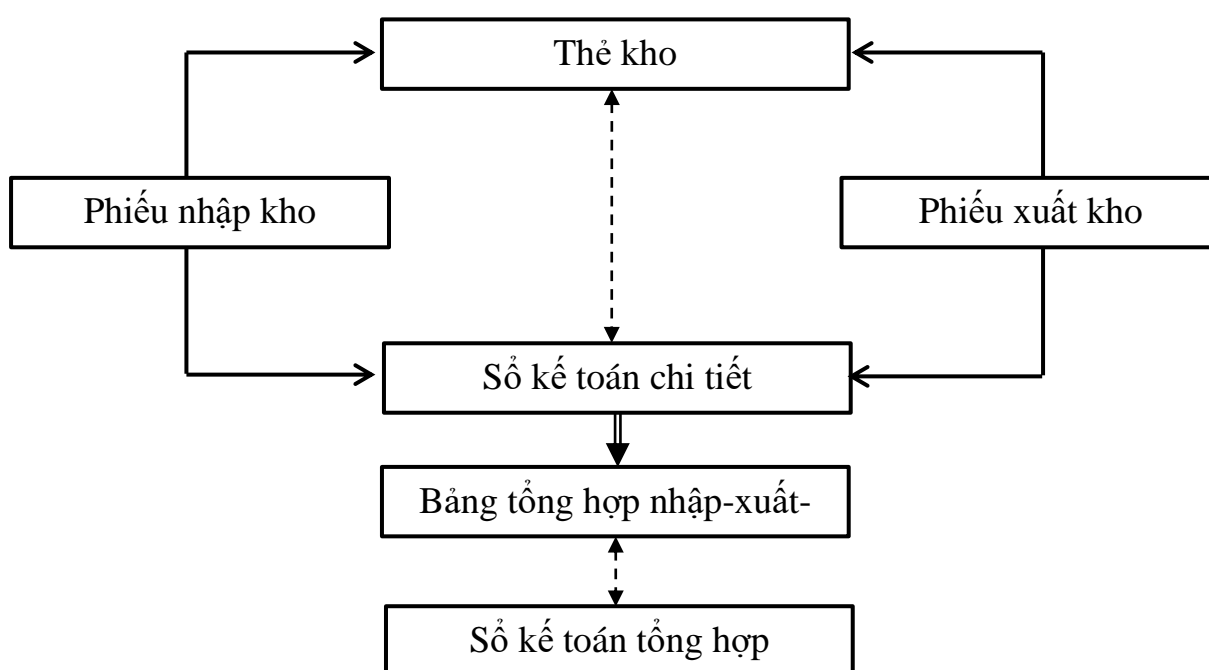 Thẻ kho
Phiếu nhập kho
Phiếu xuất kho
Sổ kế toán chi tiết
Bảng tổng hợp nhập-xuất-
Sổ kế toán tổng hợp